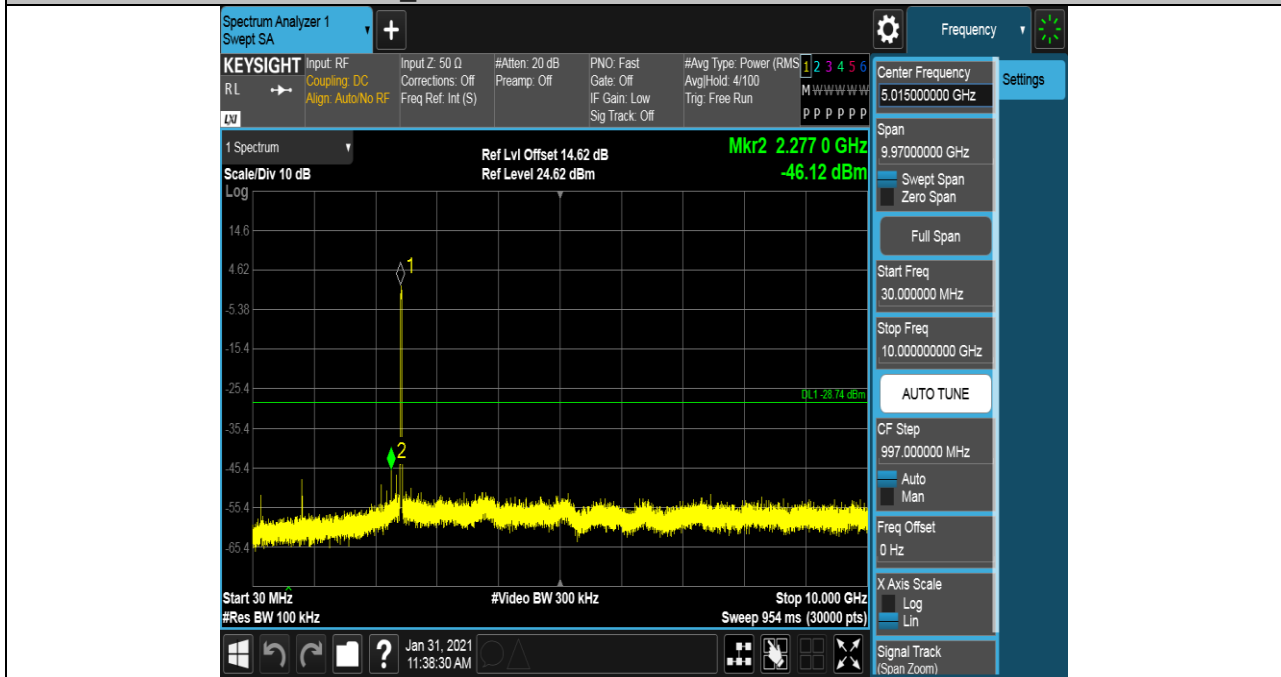 Spectrum Analyzer 1
Swept SA
+
Frequency
KEYSIGHT
RL
LXI
Input: RF
Coupling: DC
Align: Auto/No RF
Input Z: 50 Ω
Corrections: Off
Freq Ref: Int (S)
#Atten: 20 dB
Preamp: Off
PNO: Fast
Gate: Off
IF Gain: Low
Sig Track: Off
#Avg Type: Power (RMS
Avg|Hold: 4/100
Trig: Free Run
1 2 3 4 5 6
M W W W W W
P P P P P P
1 Spectrum
Scale/Div 10 dB
Log
Ref Lvl Offset 14.62 dB
Ref Level 24.62 dBm
Mkr2 2.277 0 GHz
-46.12 dBm
14.6
4.62
-5.38
-15.4
-25.4
-35.4
-45.4
-55.4
-65.4
1
2
DL1 -28.74 dBm
Start 30 MHz
#Res BW 100 kHz
#Video BW 300 kHz
Stop 10.000 GHz
Sweep 954 ms (30000 pts)
?
Jan 31, 2021
11:38:30 AM
Center Frequency
5.015000000 GHz
Span
9.97000000 GHz
Swept Span
Zero Span
Full Span
Start Freq
30.000000 MHz
Stop Freq
10.000000000 GHz
AUTO TUNE
CF Step
997.000000 MHz
Auto
Man
Freq Offset
0 Hz
X Axis Scale
Log
Lin
Signal Track
(Span Zoom)
Settings